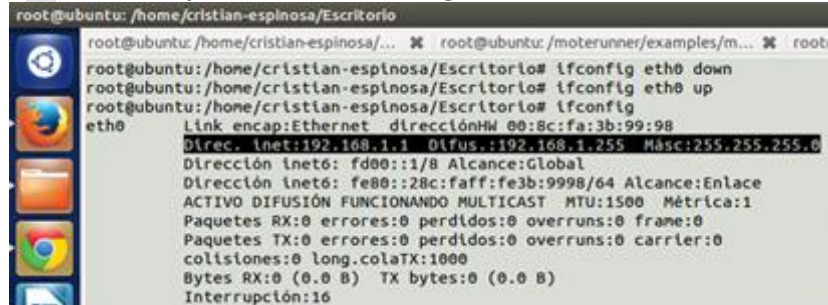 root@ubuntu: /home/cristian-espinosa/Escritorio
root@ubuntu: /home/cristian-espinosa/... ✖ root@ubuntu: /moterunner/examples/m... ✖ root
root@ubuntu:/home/cristian-espinosa/Escritorio# ifconfig eth0 down
root@ubuntu:/home/cristian-espinosa/Escritorio# ifconfig eth0 up
root@ubuntu:/home/cristian-espinosa/Escritorio# ifconfig
eth0 Link encap:Ethernet direcciónHW 00:8c:fa:3b:99:98
Direc. inet:192.168.1.1 Difus.:192.168.1.255 Másc:255.255.255.0
Dirección inet6: fd00::1/8 Alcance:Global
Dirección inet6: fe80::28c:faff:fe3b:9998/64 Alcance:Enlace
ACTIVO DIFUSIÓN FUNCIONANDO MULTICAST MTU:1500 Métrica:1
Paquetes RX:0 errores:0 perdidos:0 overruns:0 frame:0
Paquetes TX:0 errores:0 perdidos:0 overruns:0 carrier:0
colisiones:0 long.colaTX:1000
Bytes RX:0 (0.0 B) TX bytes:0 (0.0 B)
Interrupción:16